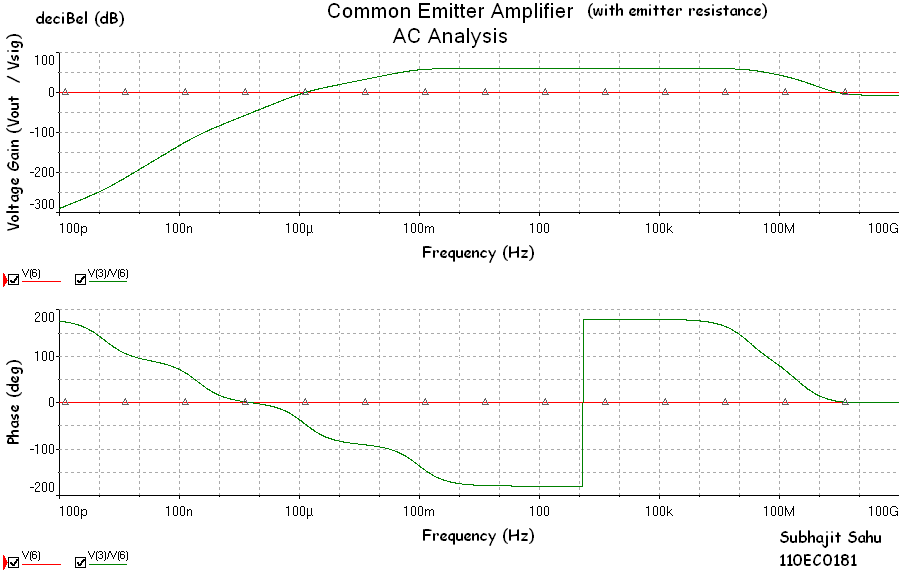 Common Emitter Amplifier (with emitter resistance)
deciBel (dB)
AC Analysis
Voltage Gain (Vout / Vsig)
100
0
-100
-200
-300
100p 100n 100µ 100m 100 100k 100M 100G
Frequency (Hz)
V(6) V(3)/V(6)
Phase (deg)
200
100
0
-100
-200
100p 100n 100µ 100m 100 100k 100M 100G
Frequency (Hz)
Subhajit Sahu
110EC0181
V(6) V(3)/V(6)